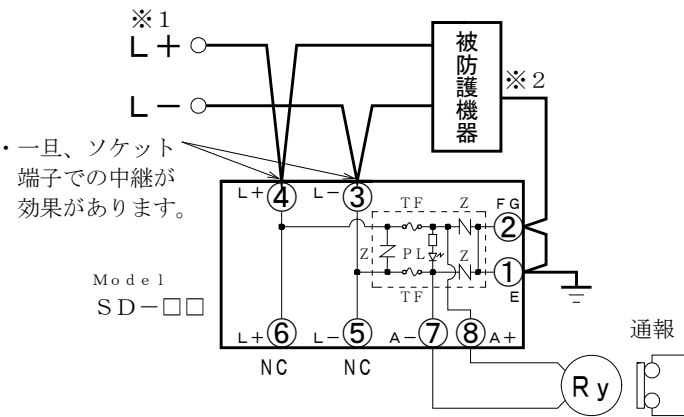 ※1
L+
L-
被防護機器
※2
・一旦、ソケット
端子での中継が
効果があります。
L+ ④ L- ③
TF
Z
FG
②
Z
PL
Z
①
TF
E
Model
SD-□□
L+ ⑥ L- ⑤ A- ⑦ ⑧ A+
NC
NC
Ry
通報